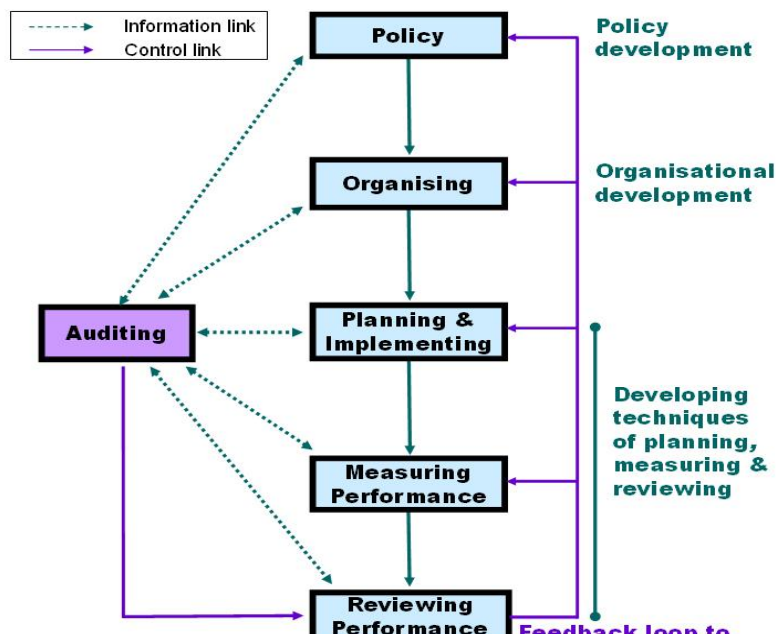 Information link
Control link
Policy
Policy
development
Organising
Organisational
development
Auditing
Planning &
Implementing
Developing
techniques
of planning,
measuring &
reviewing
Measuring
Performance
Reviewing
Performance
Feedback loop to